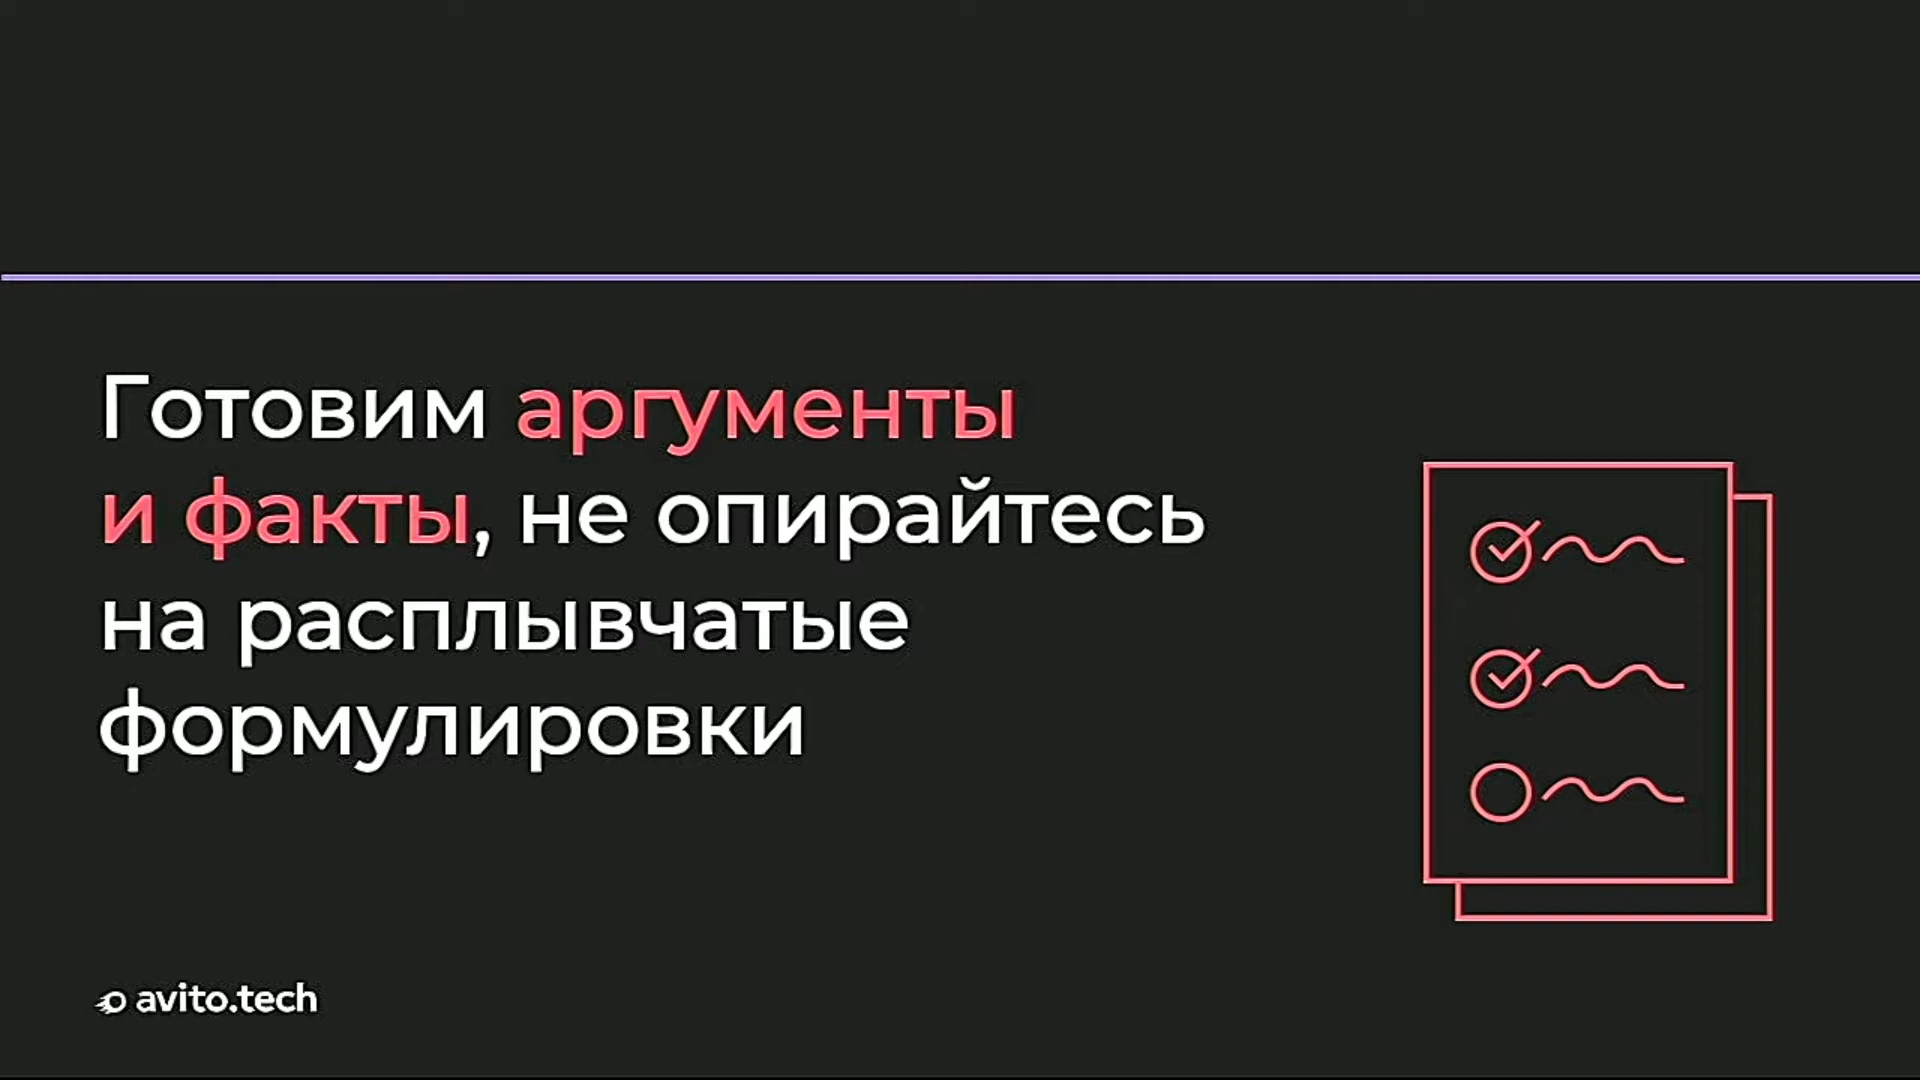 Готовим аргументы
и факты, не опирайтесь
на расплывчатые
формулировки
avito.tech